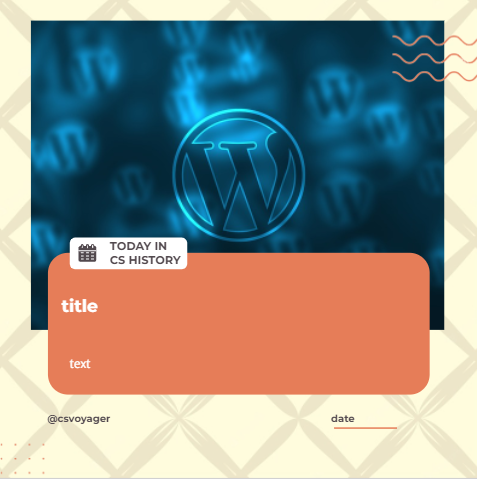 TODAY IN
CS HISTORY
title
text
@csvoyager
date